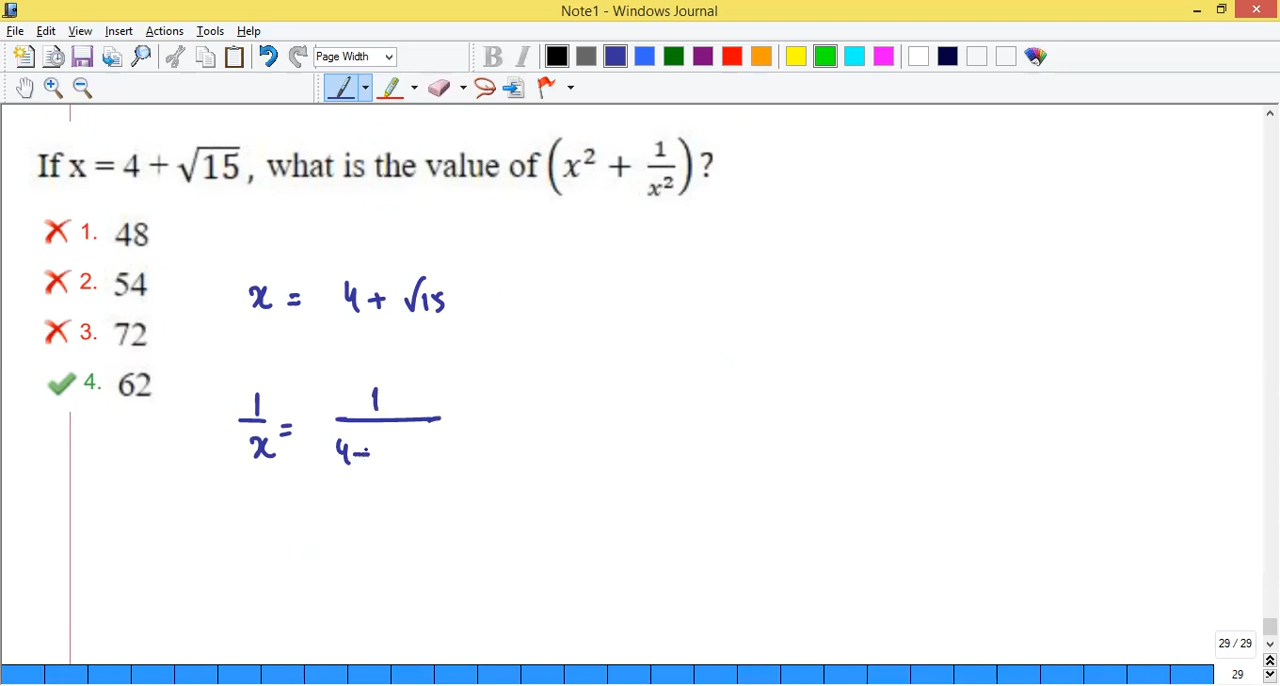 Note1 - Windows Journal
File Edit View Insert Actions Tools Help
Page Width B I
If x = 4 + √15, what is the value of (x² + 1/x²)?
1. 48
2. 54
3. 72
4. 62
x = 4 + √15
1/x = 1/4-
29 / 29
29